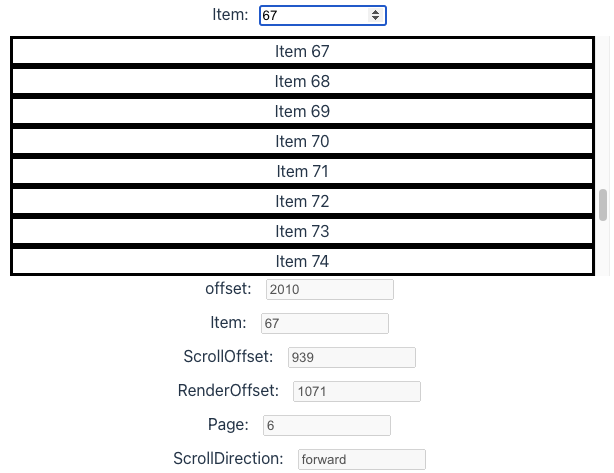 Item: 67
Item 67
Item 68
Item 69
Item 70
Item 71
Item 72
Item 73
Item 74
offset: 2010
Item: 67
ScrollOffset: 939
RenderOffset: 1071
Page: 6
ScrollDirection: forward